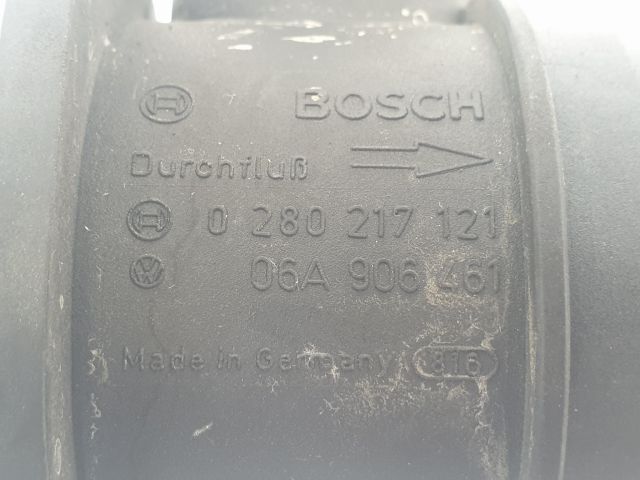 BOSCH
Durchfluß
0 280 217 121
06A 906 461
Made in Germany 816